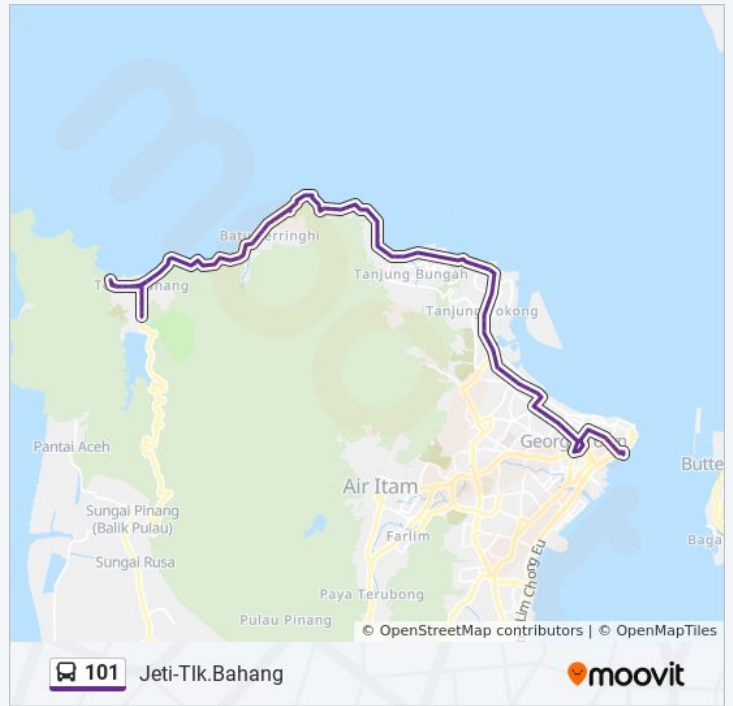 Batu Ferringhi
Tanjung Bungah
Tanjung Tokong
George Town
Pantai Aceh
Butte
Air Itam
Sungai Pinang
(Balik Pulau)
Farlim
Baga
Sungai Rusa
Lim Chong Eu
Paya Terubong
Pulau Pinang
© OpenStreetMap contributors | © OpenMapTiles
101 Jeti-Tlk.Bahang
moovit